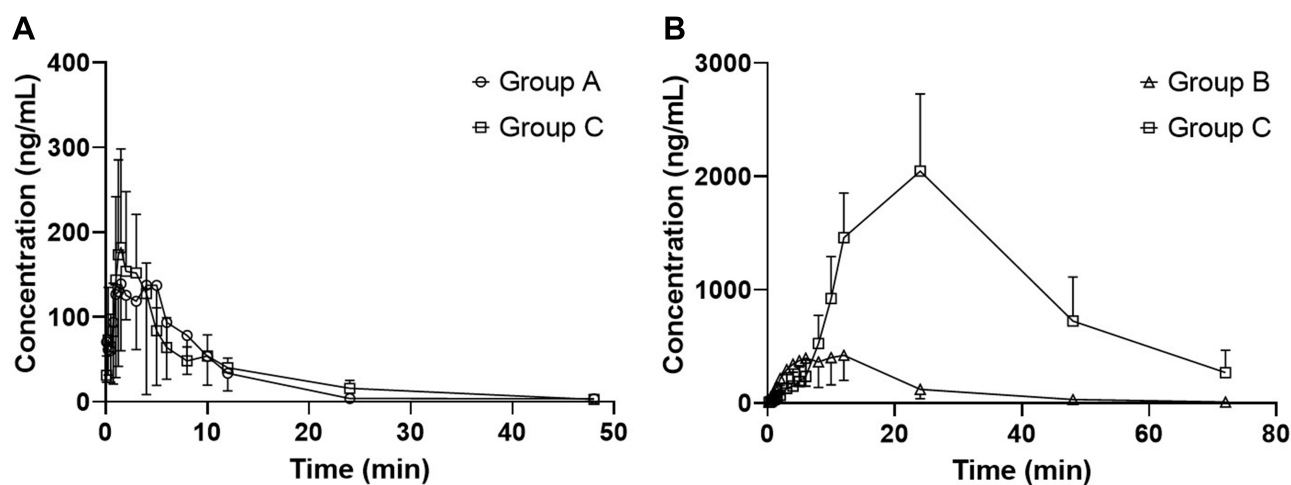 A
Concentration (ng/mL)
400
300
200
100
0
0 10 20 30 40 50
Time (min)
Group A
Group C
B
Concentration (ng/mL)
3000
2000
1000
0
0 20 40 60 80
Time (min)
Group B
Group C